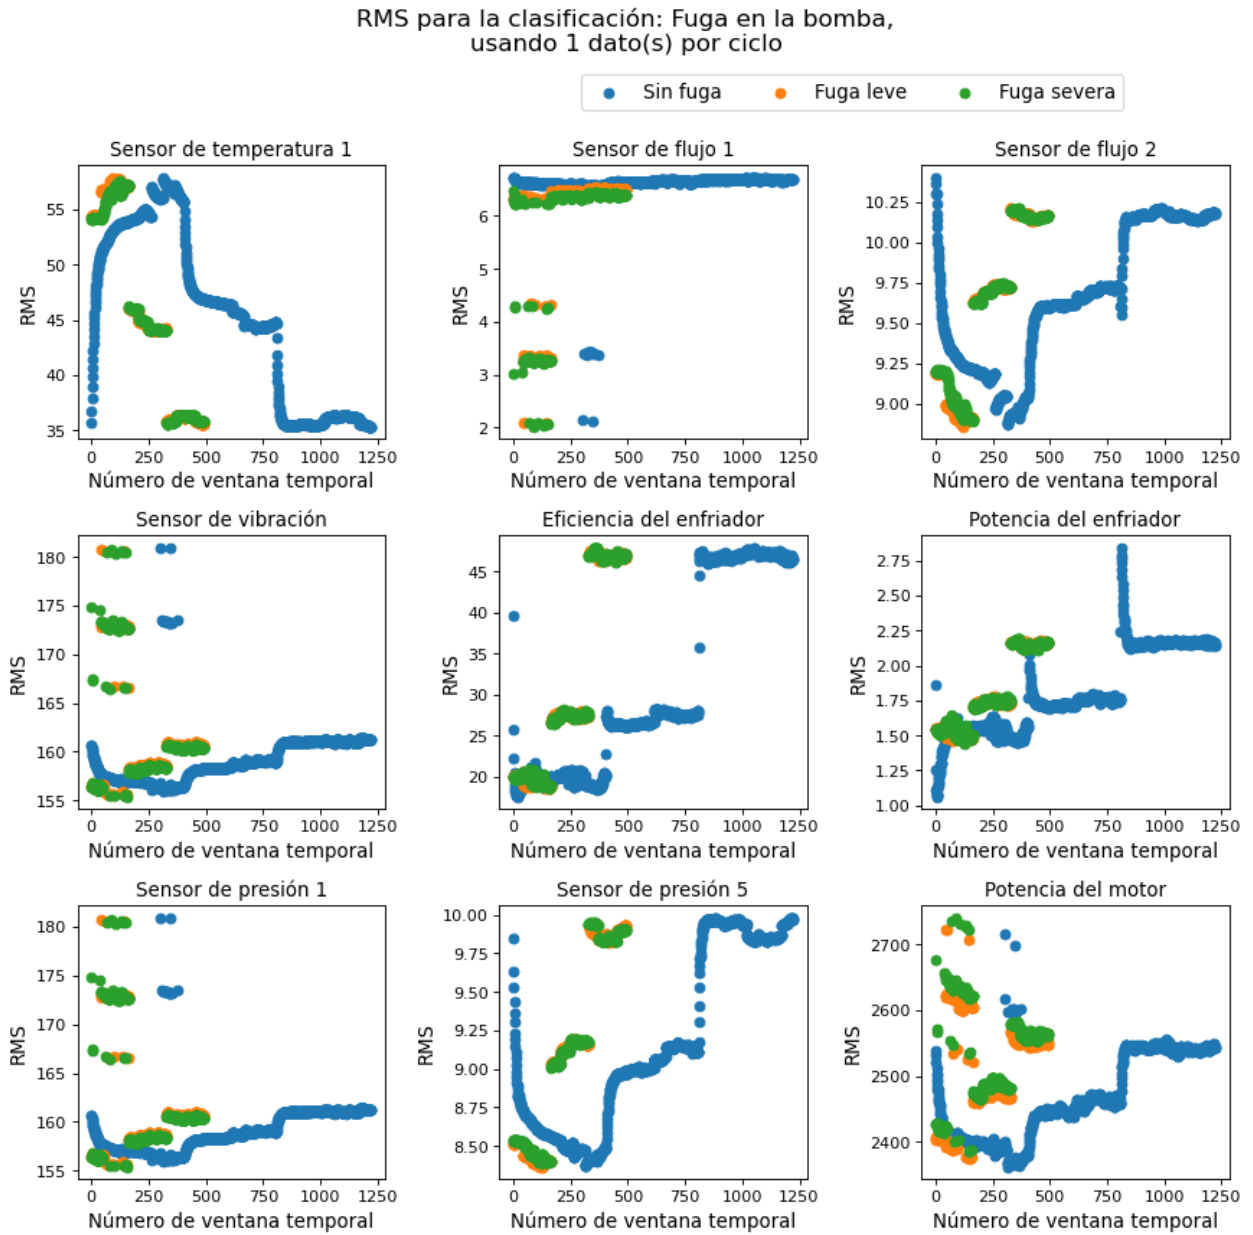 RMS para la clasificación: Fuga en la bomba,
usando 1 dato(s) por ciclo
Sin fuga
Fuga leve
Fuga severa
Sensor de temperatura 1
RMS
55
50
45
40
35
0 250 500 750 1000 1250
Número de ventana temporal
Sensor de flujo 1
RMS
6
5
4
3
2
0 250 500 750 1000 1250
Número de ventana temporal
Sensor de flujo 2
RMS
10.25
10.00
9.75
9.50
9.25
9.00
0 250 500 750 1000 1250
Número de ventana temporal
Sensor de vibración
RMS
180
175
170
165
160
155
0 250 500 750 1000 1250
Número de ventana temporal
Eficiencia del enfriador
RMS
45
40
35
30
25
20
0 250 500 750 1000 1250
Número de ventana temporal
Potencia del enfriador
RMS
2.75
2.50
2.25
2.00
1.75
1.50
1.25
1.00
0 250 500 750 1000 1250
Número de ventana temporal
Sensor de presión 1
RMS
180
175
170
165
160
155
0 250 500 750 1000 1250
Número de ventana temporal
Sensor de presión 5
RMS
10.00
9.75
9.50
9.25
9.00
8.75
8.50
0 250 500 750 1000 1250
Número de ventana temporal
Potencia del motor
RMS
2700
2600
2500
2400
0 250 500 750 1000 1250
Número de ventana temporal